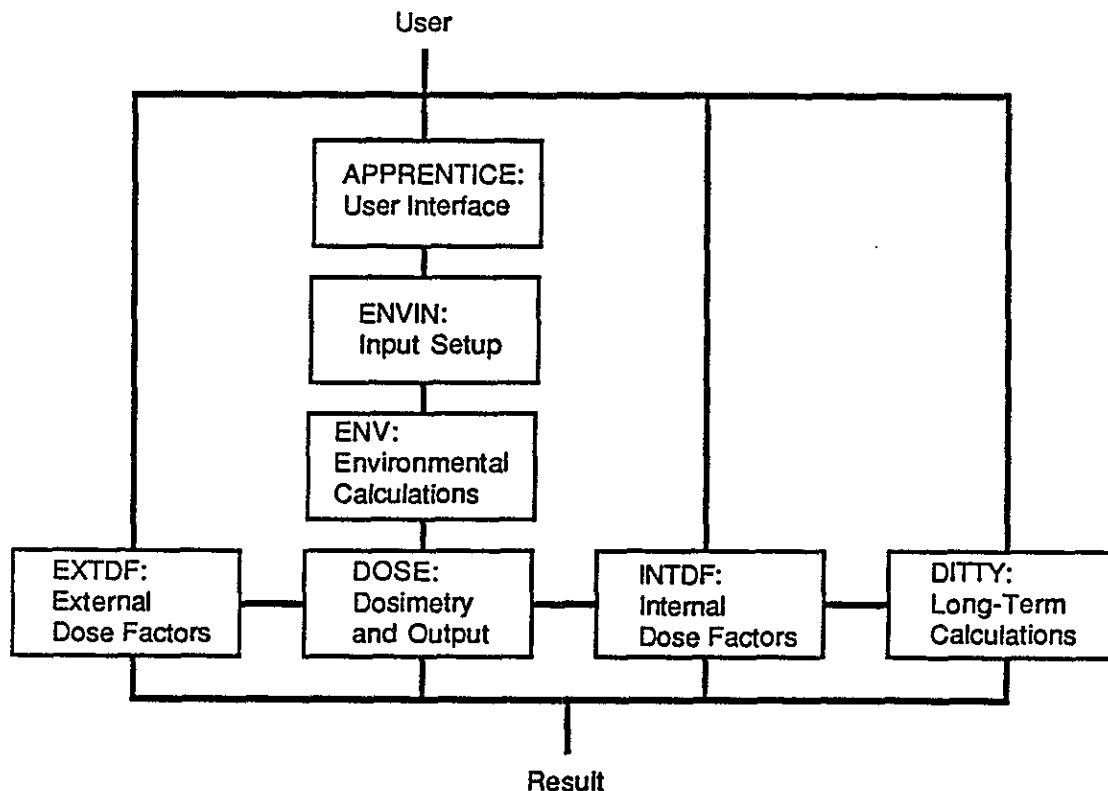 User
APPRENTICE:
User Interface
ENVIN:
Input Setup
ENV:
Environmental
Calculations
EXTDF:
External
Dose Factors
DOSE:
Dosimetry
and Output
INTDF:
Internal
Dose Factors
DITTY:
Long-Term
Calculations
Result